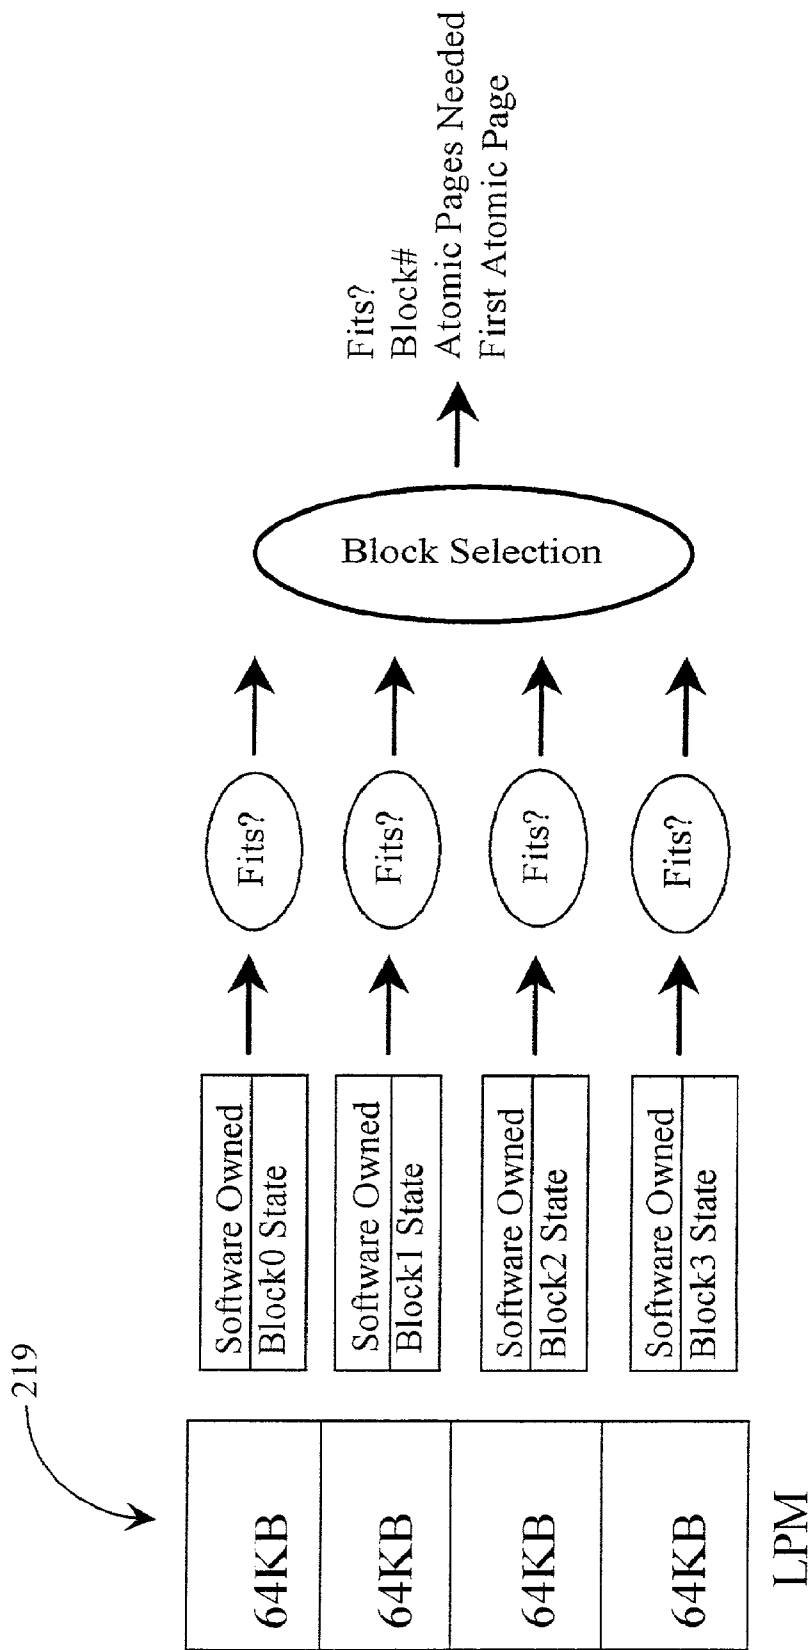 219
64KB
64KB
64KB
64KB
LPM
Software Owned
Block0 State
Software Owned
Block1 State
Software Owned
Block2 State
Software Owned
Block3 State
Fits?
Fits?
Fits?
Fits?
Block Selection
Fits?
Block#
Atomic Pages Needed
First Atomic Page